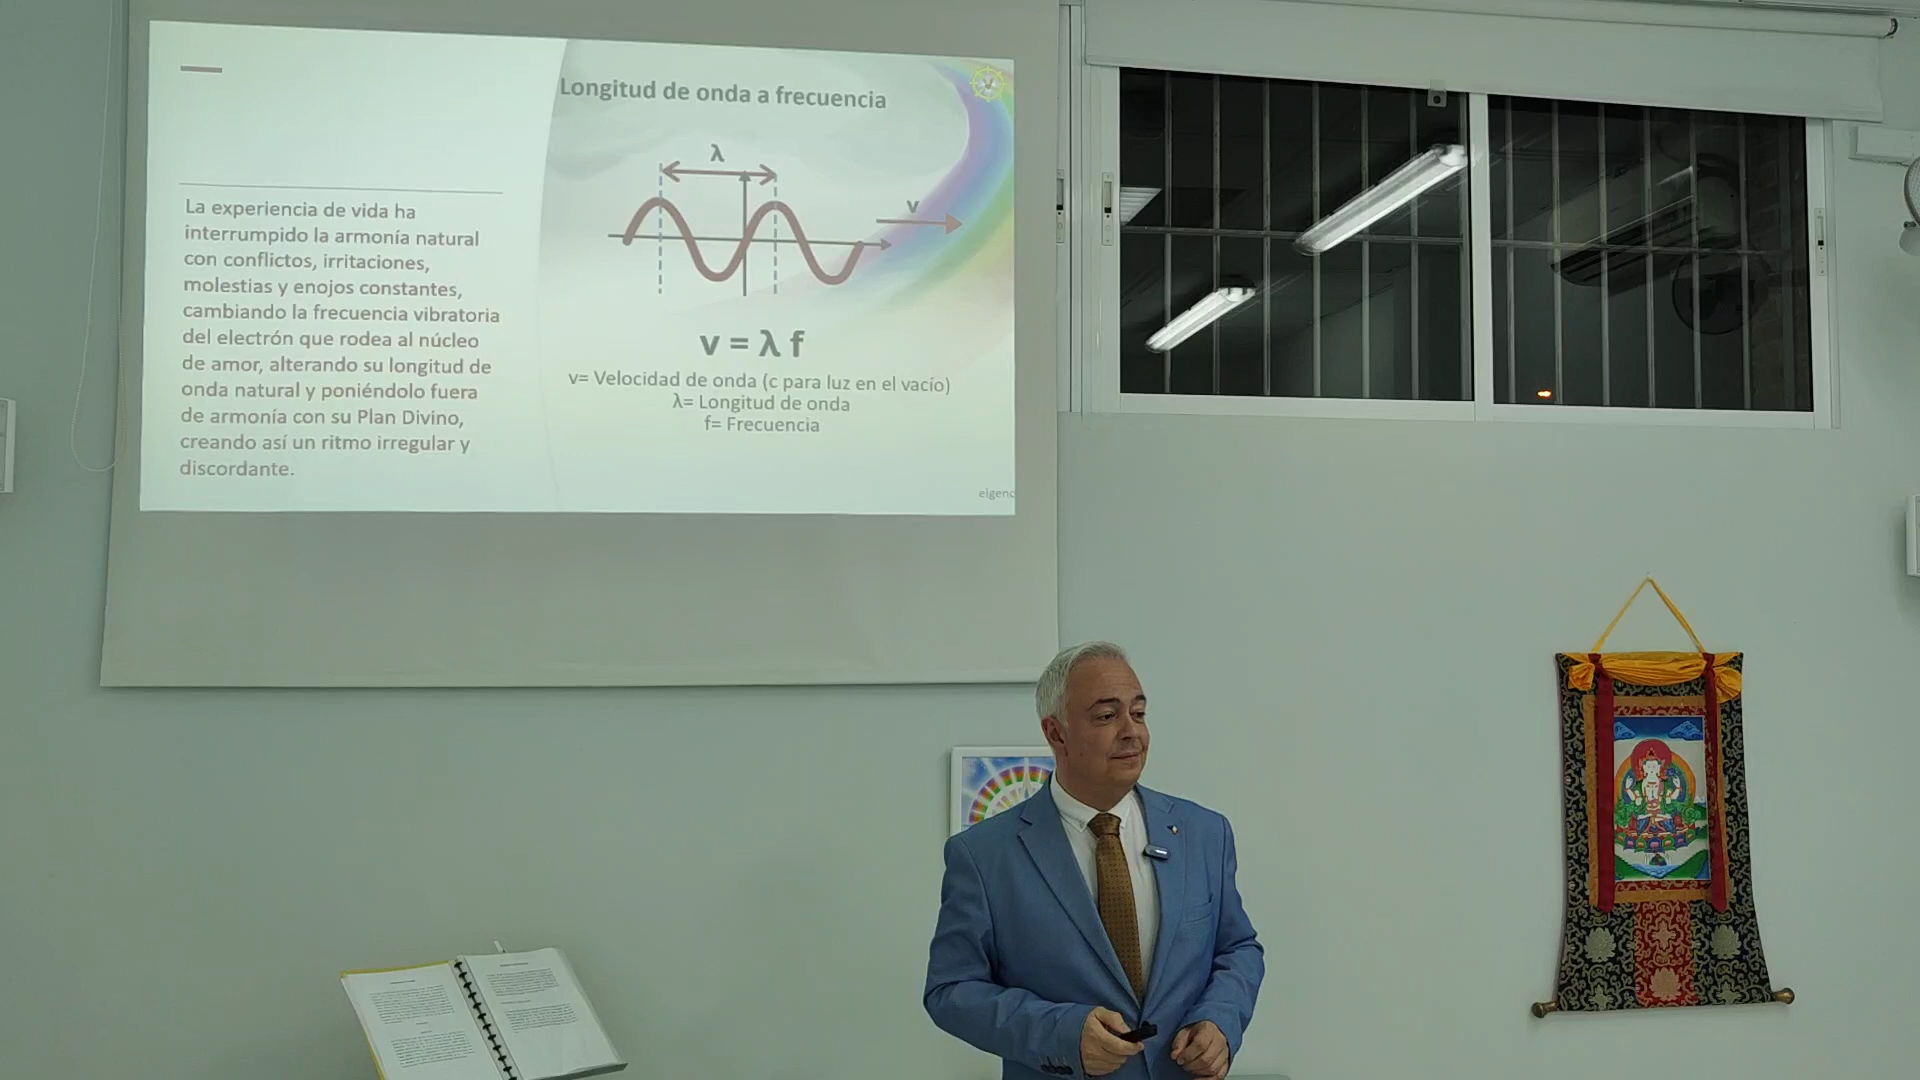 Longitud de onda a frecuencia
λ
v
La experiencia de vida ha
interrumpido la armonía natural
con conflictos, irritaciones,
molestias y enojos constantes,
cambiando la frecuencia vibratoria
del electrón que rodea al núcleo
de amor, alterando su longitud de
onda natural y poniéndolo fuera
de armonía con su Plan Divino,
creando así un ritmo irregular y
discordante.
v = λ f
v= Velocidad de onda (c para luz en el vacío)
λ= Longitud de onda
f= Frecuencia
elgenc